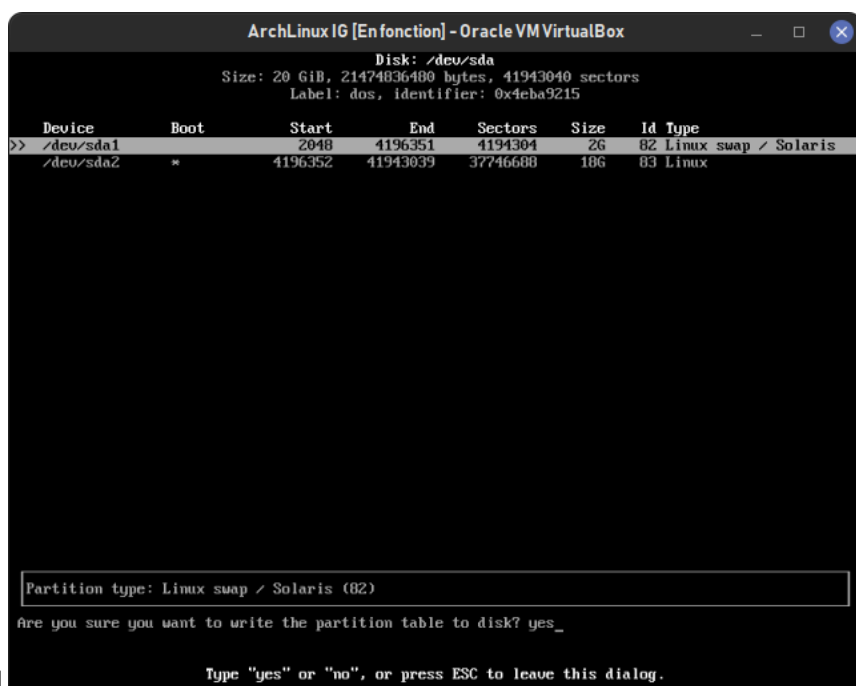 ArchLinux IG [En fonction] - Oracle VM VirtualBox
Disk: /dev/sda
Size: 20 GiB, 21474836480 bytes, 41943040 sectors
Label: dos, identifier: 0x4eba9215
Device Boot Start End Sectors Size Id Type
>> /dev/sda1 2048 4196351 4194304 2G 82 Linux swap / Solaris
/dev/sda2 * 4196352 41943039 37746688 18G 83 Linux
Partition type: Linux swap / Solaris (82)
Are you sure you want to write the partition table to disk? yes_
Type "yes" or "no", or press ESC to leave this dialog.